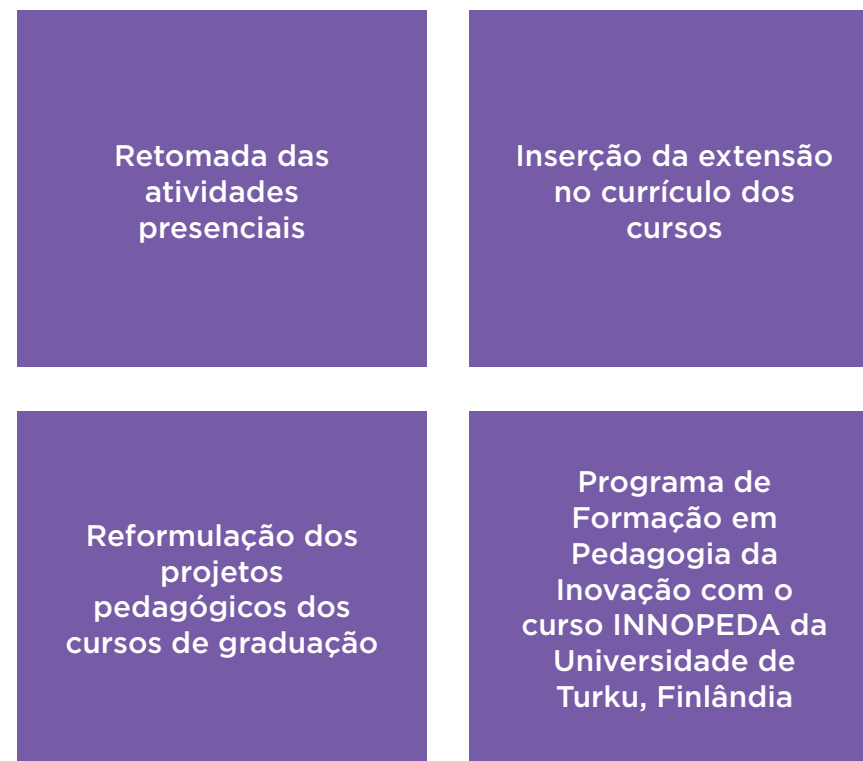 Retomada das
atividades
presenciais
Inserção da extensão
no currículo dos
cursos
Reformulação dos
projetos
pedagógicos dos
cursos de graduação
Programa de
Formação em
Pedagogia da
Inovação com o
curso INNOPEDA da
Universidade de
Turku, Finlândia